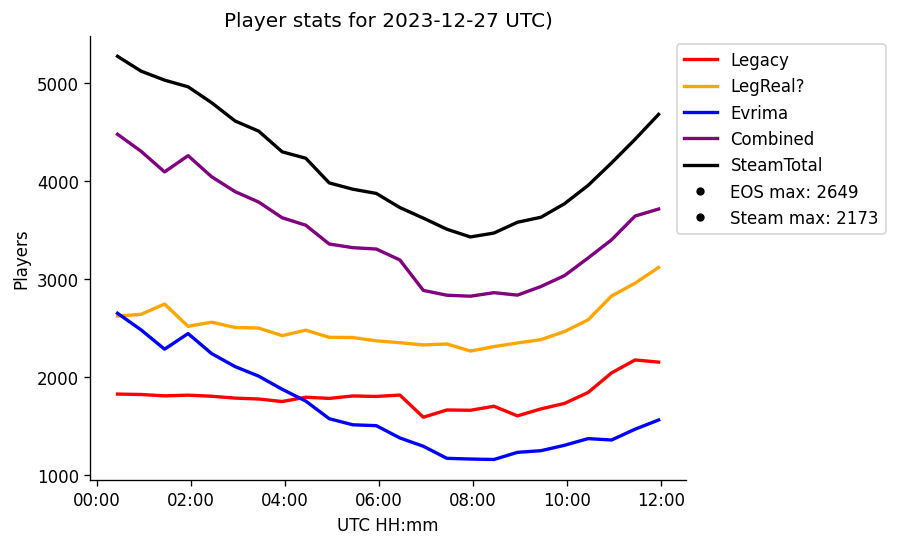 Player stats for 2023-12-27 UTC)
Legacy
LegReal?
Evrima
Combined
SteamTotal
EOS max: 2649
Steam max: 2173
Players
5000
4000
3000
2000
1000
00:00 02:00 04:00 06:00 08:00 10:00 12:00
UTC HH:mm